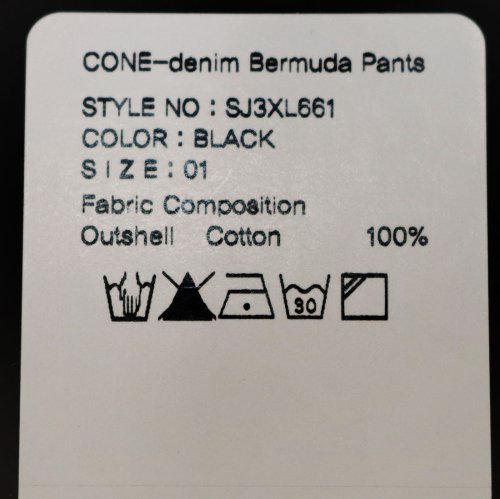 CONE-denim Bermuda Pants
STYLE NO : SJ3XL661
COLOR : BLACK
SIZE : 01
Fabric Composition
Outshell Cotton 100%
30